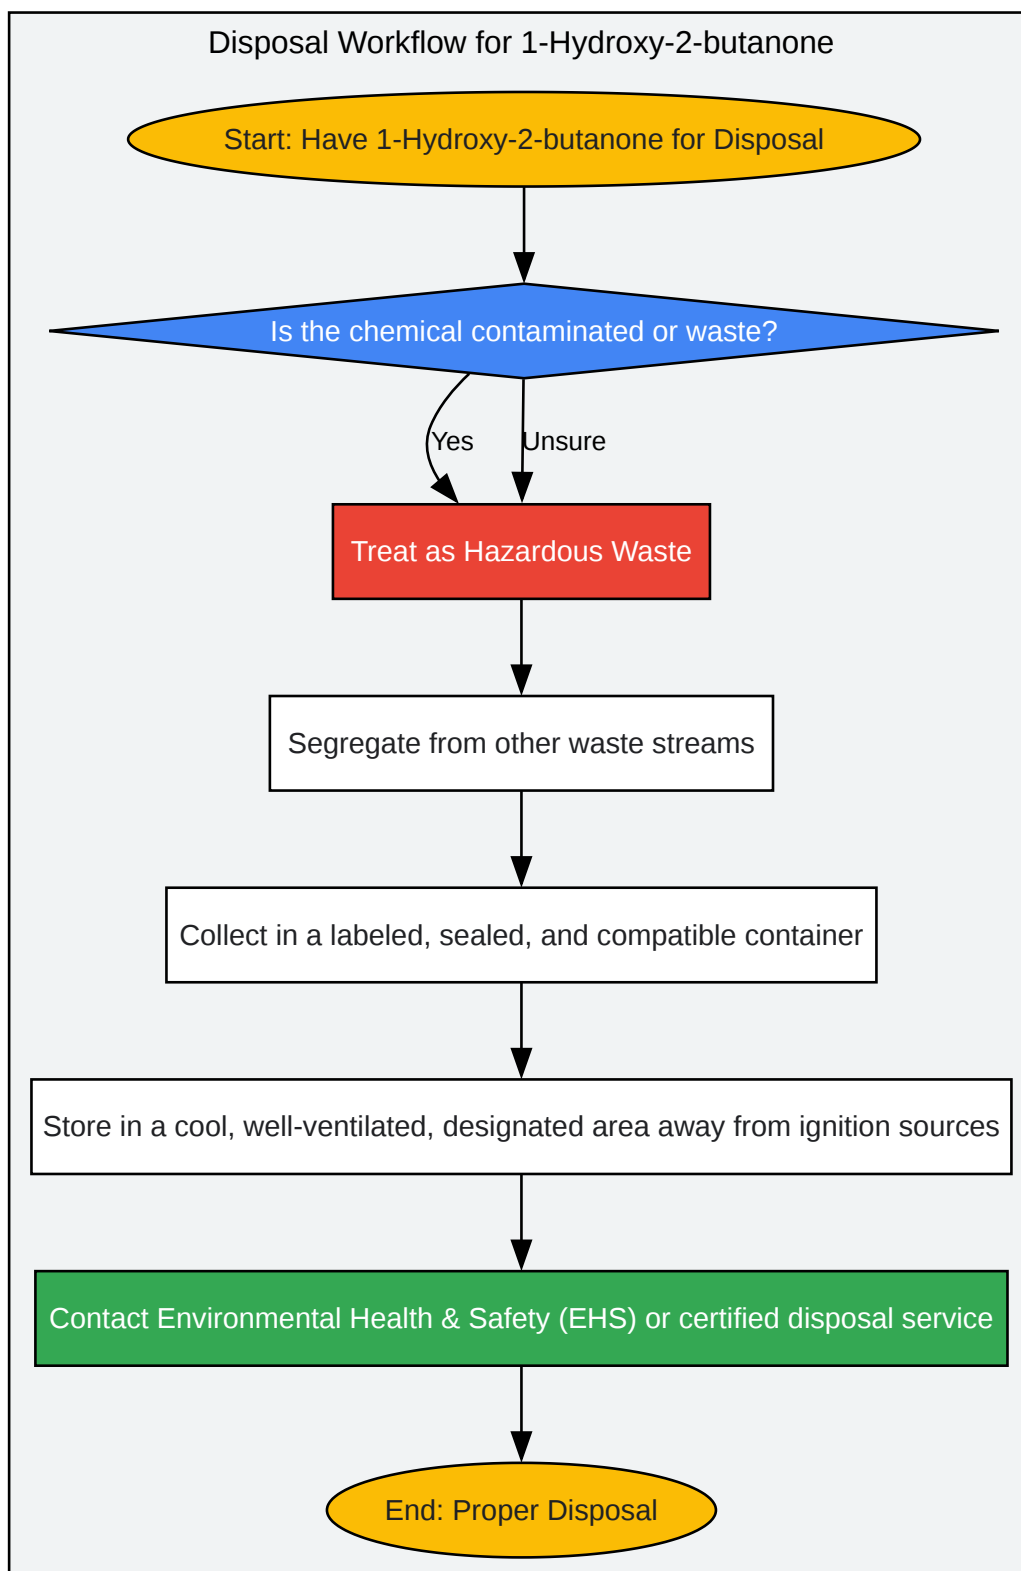 Disposal Workflow for 1-Hydroxy-2-butanone
Start: Have 1-Hydroxy-2-butanone for Disposal
Is the chemical contaminated or waste?
Yes
Unsure
Treat as Hazardous Waste
Segregate from other waste streams
Collect in a labeled, sealed, and compatible container
Store in a cool, well-ventilated, designated area away from ignition sources
Contact Environmental Health & Safety (EHS) or certified disposal service
End: Proper Disposal